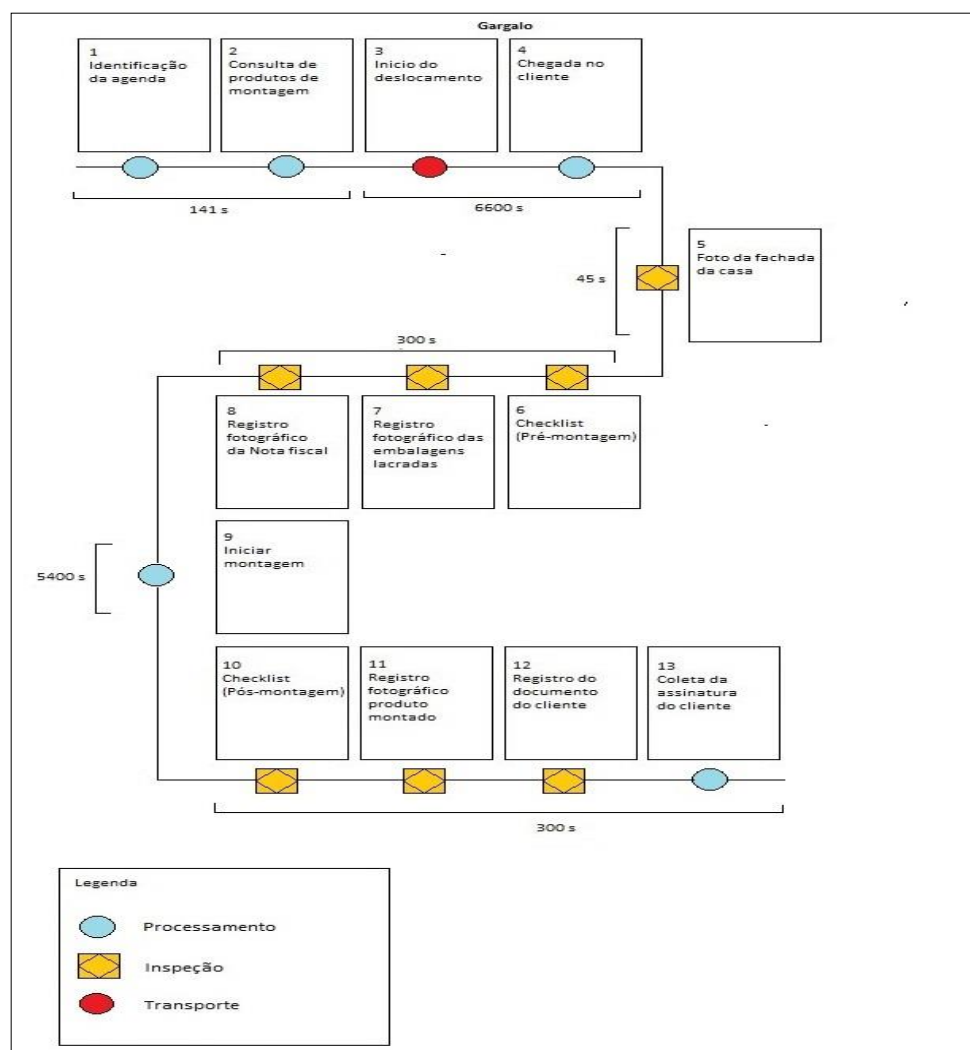 Gargalo
1
Identificação
da agenda
2
Consulta de
produtos de
montagem
3
Inicio do
deslocamento
4
Chegada no
cliente
141 s
6600 s
45 s
5
Foto da fachada
da casa
300 s
8
Registro
fotográfico
da Nota fiscal
7
Registro
fotográfico das
embalagens
lacradas
6
Checklist
(Pré-montagem)
9
Iniciar
montagem
5400 s
10
Checklist
(Pós-montagem)
11
Registro
fotográfico
produto
montado
12
Registro do
documento
do cliente
13
Coleta da
assinatura
do cliente
300 s
Legenda
Processamento
Inspeção
Transporte